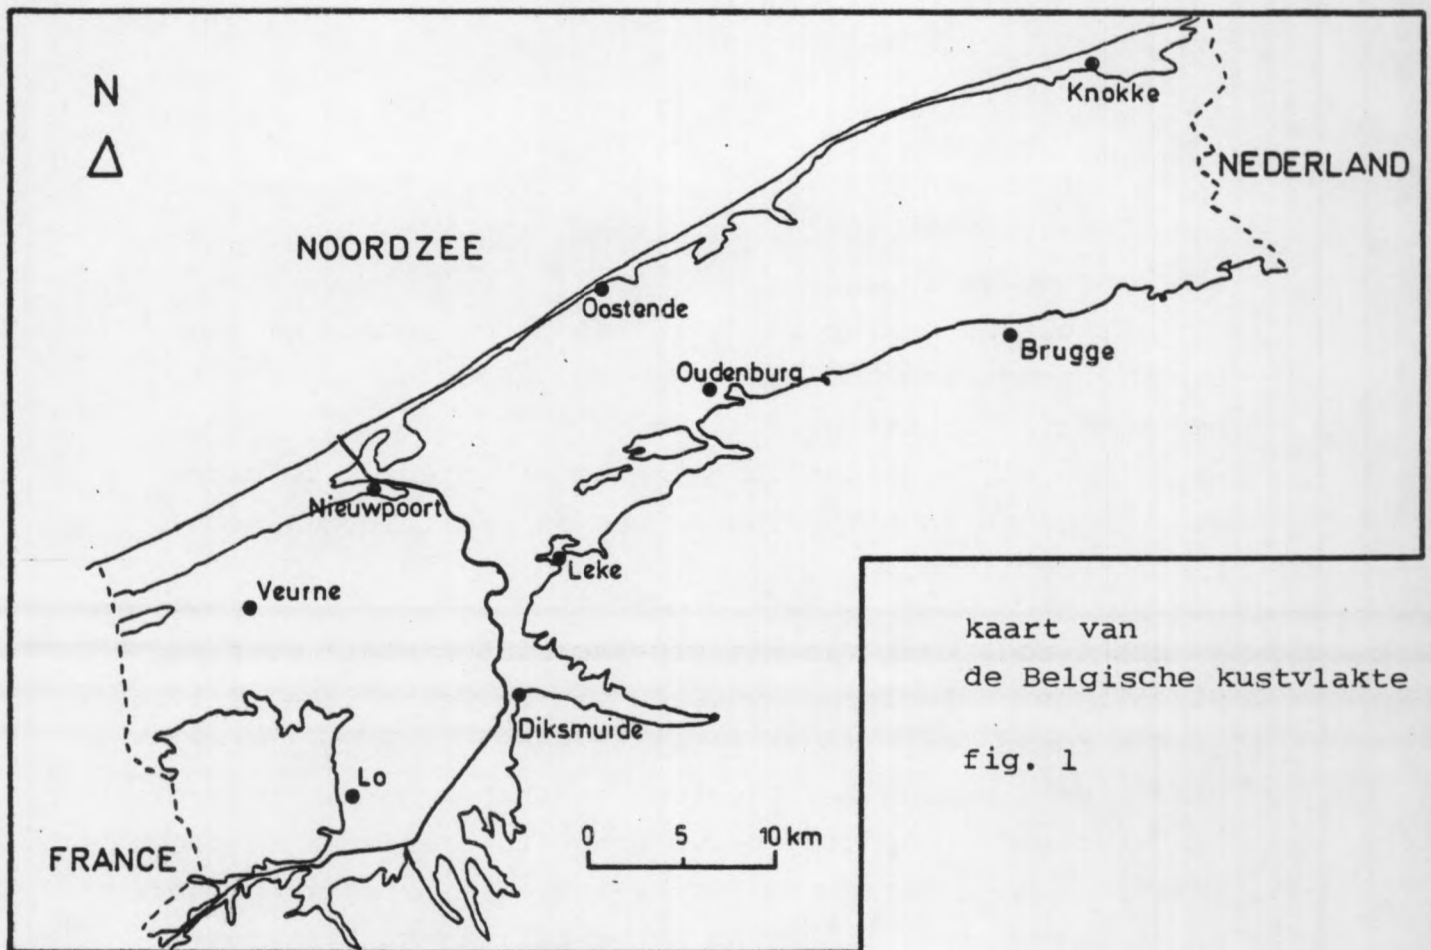 N
Knokke
NEDERLAND
NOORDZEE
Oostende
Brugge
Oudenburg
Nieuwpoort
Leke
Veurne
kaart van
de Belgische kustvlakte
fig. 1
Diksmuide
Lo
0 5 10 km
FRANCE